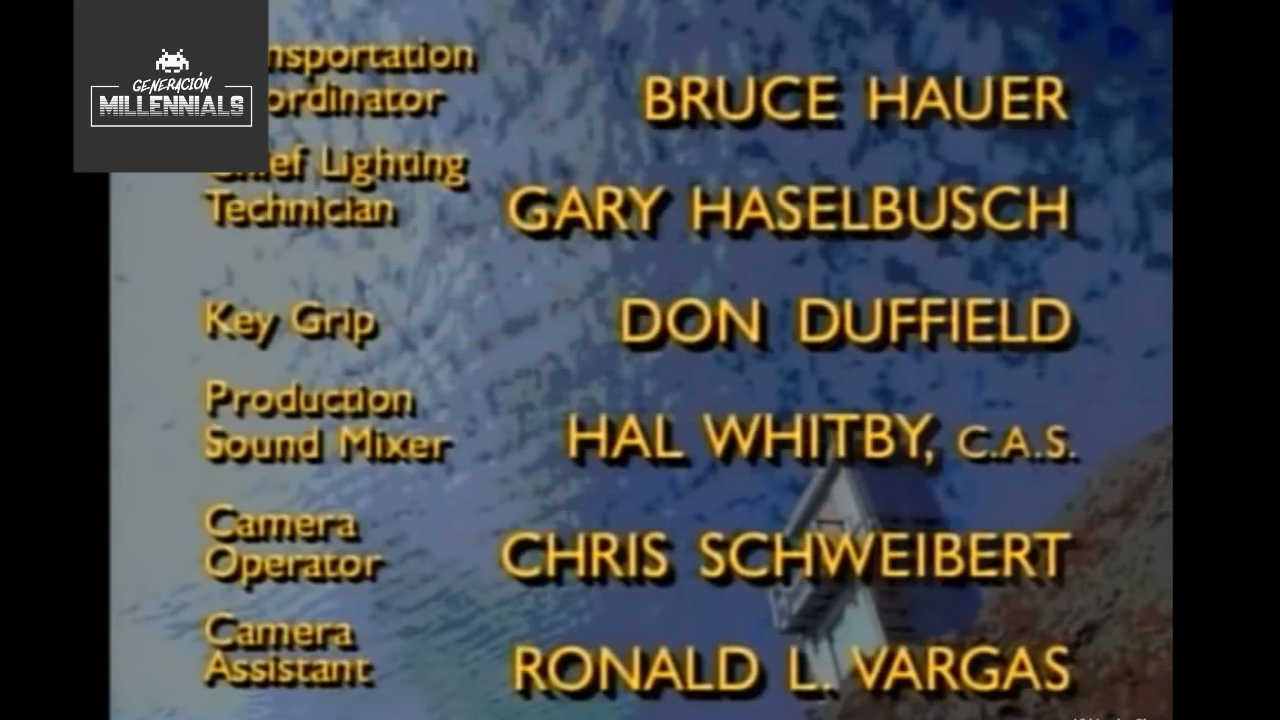 GENERACIÓN
MILLENNIALS
BRUCE HAUER
Lighting
Technician
GARY HASELBUSCH
Key Grip
DON DUFFIELD
Production
Sound Mixer
HAL WHITBY, C.A.S.
Camera
Operator
CHRIS SCHWEIBERT
Camera
Assistant
RONALD L. VARGAS